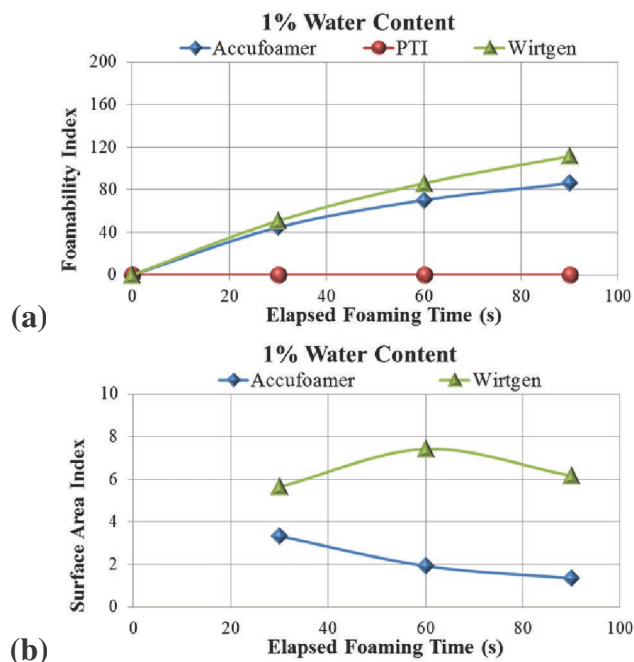 1% Water Content
Accufoamer PTI Wirtgen
200
160
120
80
40
0
0 20 40 60 80 100
Foamability Index
Elapsed Foaming Time (s)
(a)
1% Water Content
Accufoamer Wirtgen
10
8
6
4
2
0
0 20 40 60 80 100
Surface Area Index
Elapsed Foaming Time (s)
(b)